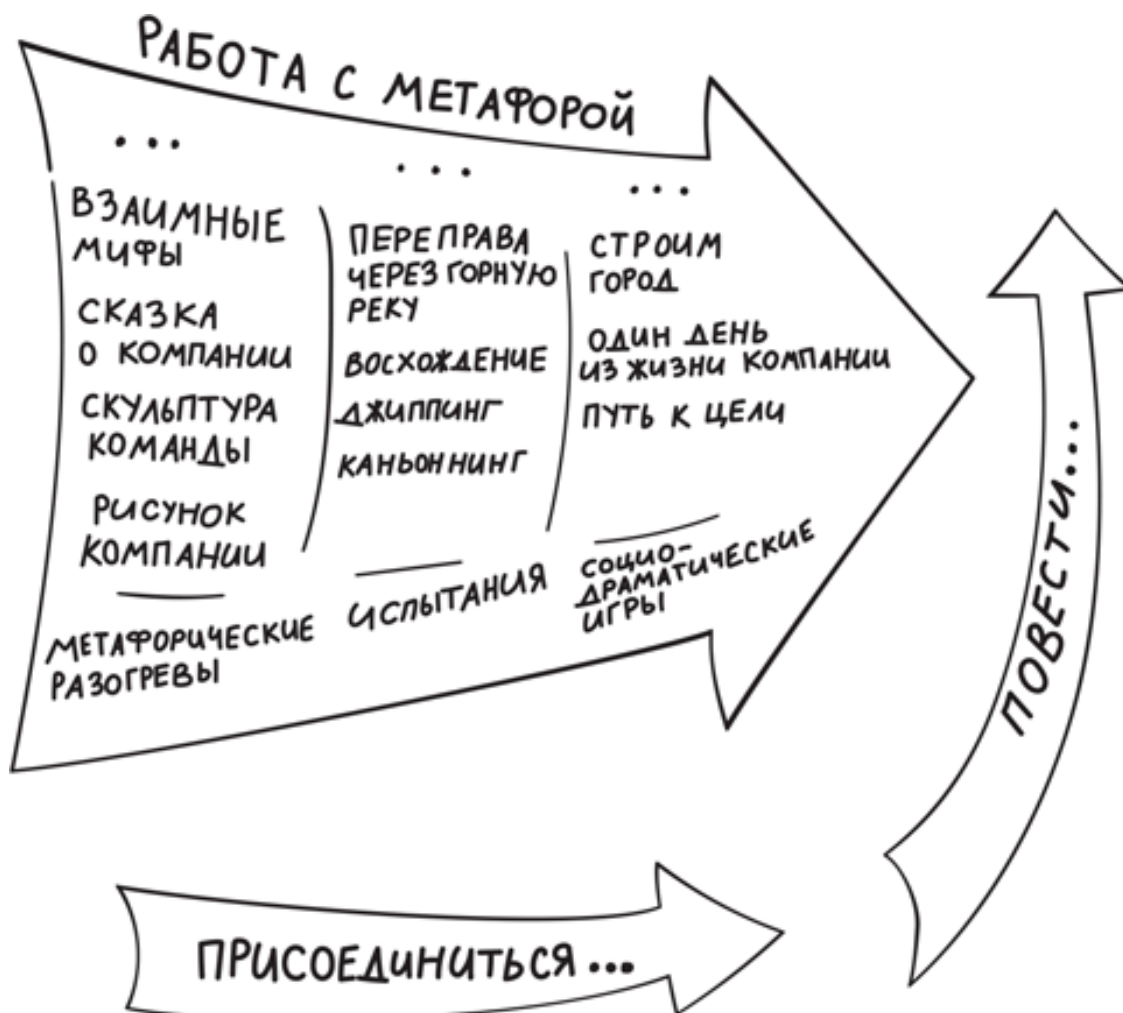 РАБОТА С МЕТАФОРОЙ
...
ВЗАИМНЫЕ
МИФЫ
СКАЗКА
О КОМПАНИИ
СКУЛЬПТУРА
КОМАНДЫ
РИСУНОК
КОМПАНИИ
МЕТАФОРИЧЕСКИЕ
РАЗОГРЕВЫ
...
ПЕРЕПРАВА
ЧЕРЕЗ ГОРНУЮ
РЕКУ
ВОСХОЖДЕНИЕ
ДЖИППИНГ
КАНЬОННИНГ
ИСПЫТАНИЯ
...
СТРОИМ
ГОРОД
ОДИН ДЕНЬ
ИЗ ЖИЗНИ КОМПАНИИ
ПУТЬ К ЦЕЛИ
СОЦИО-
ДРАМАТИЧЕСКИЕ
ИГРЫ
ПРИСОЕДИНИТЬСЯ...
ПОВЕСТИ...